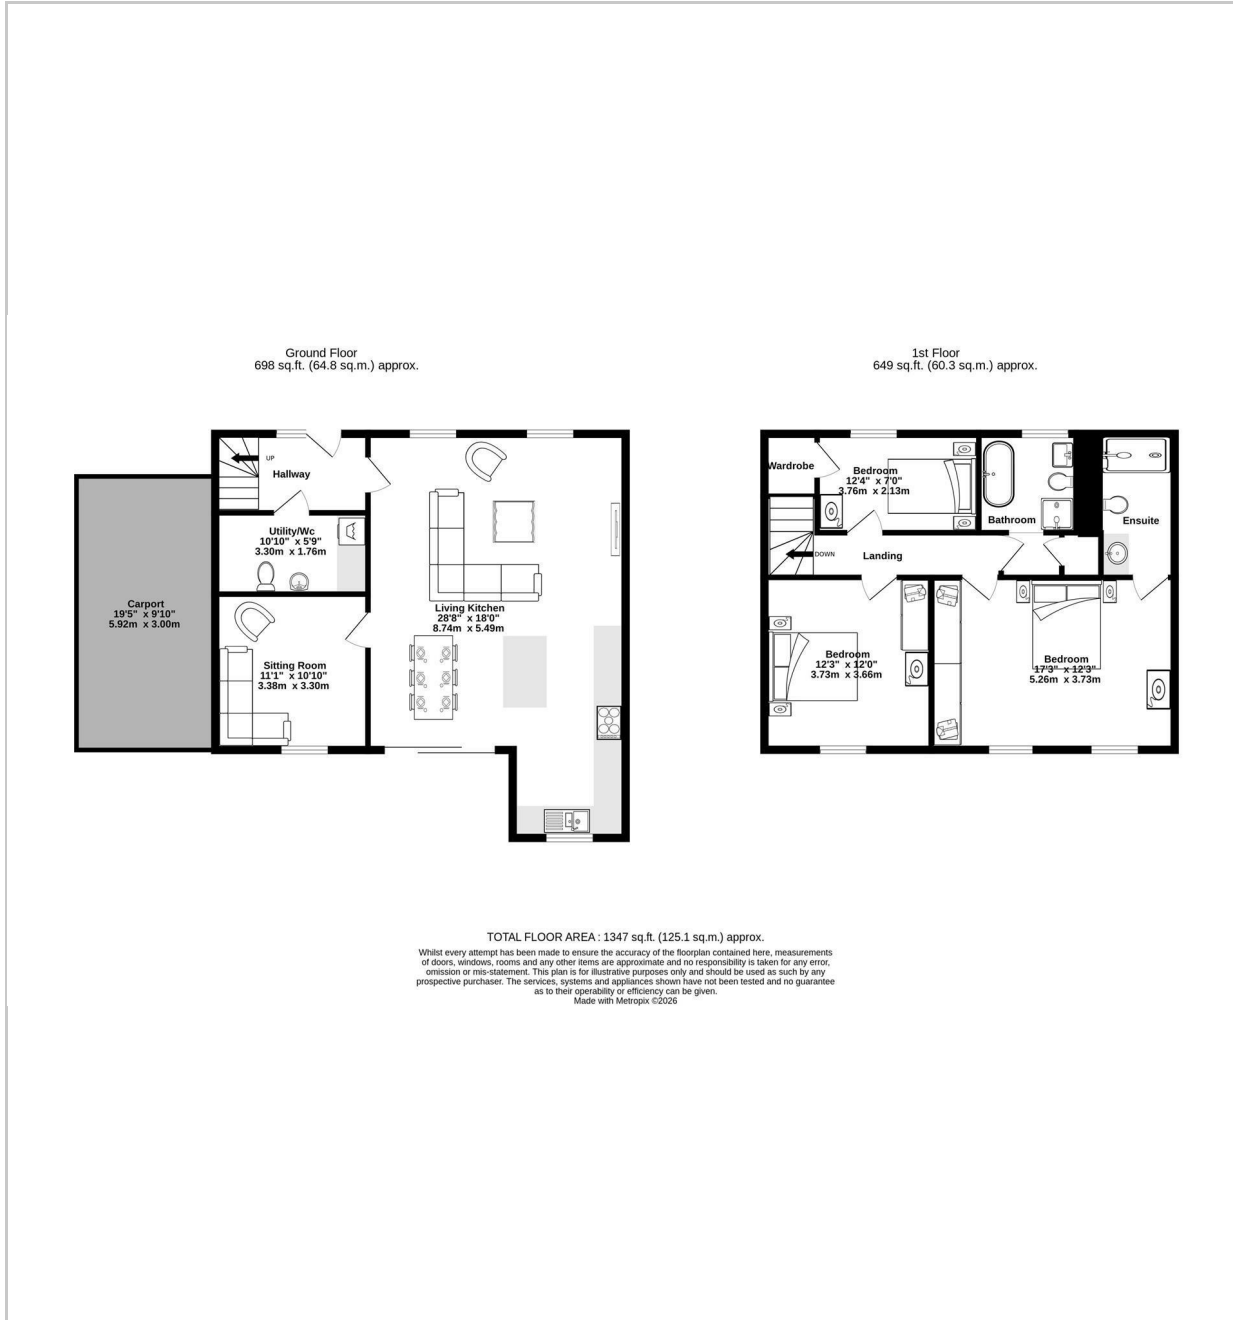 Ground Floor
698 sq.ft. (64.8 sq.m.) approx.
UP
Hallway
Utility/Wc
10'10" x 5'9"
3.30m x 1.76m
Carport
19'5" x 9'10"
5.92m x 3.00m
Living Kitchen
28'8" x 18'0"
8.74m x 5.49m
Sitting Room
11'1" x 10'10"
3.38m x 3.30m
1st Floor
649 sq.ft. (60.3 sq.m.) approx.
Wardrobe
Bedroom
12'4" x 7'0"
3.76m x 2.13m
Bathroom
Ensuite
DOWN
Landing
Bedroom
12'3" x 12'0"
3.73m x 3.66m
Bedroom
17'3" x 12'3"
5.26m x 3.73m
TOTAL FLOOR AREA : 1347 sq.ft. (125.1 sq.m.) approx.
Whilst every attempt has been made to ensure the accuracy of the floorplan contained here, measurements
of doors, windows, rooms and any other items are approximate and no responsibility is taken for any error,
omission or mis-statement. This plan is for illustrative purposes only and should be used as such by any
prospective purchaser. The services, systems and appliances shown have not been tested and no guarantee
as to their operability or efficiency can be given.
Made with Metropix ©2026